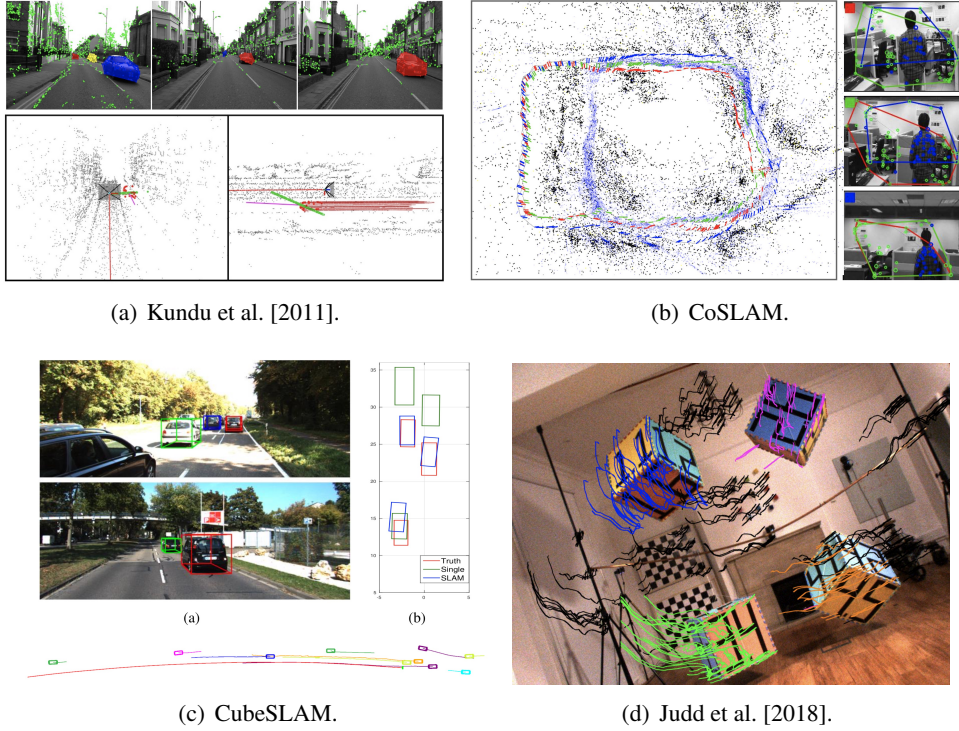 (a) Kundu et al. [2011].
(b) CoSLAM.
35
30
25
20
15
10
5
-5
0
5
Truth
Single
SLAM
(a)
(b)
(c) CubeSLAM.
(d) Judd et al. [2018].